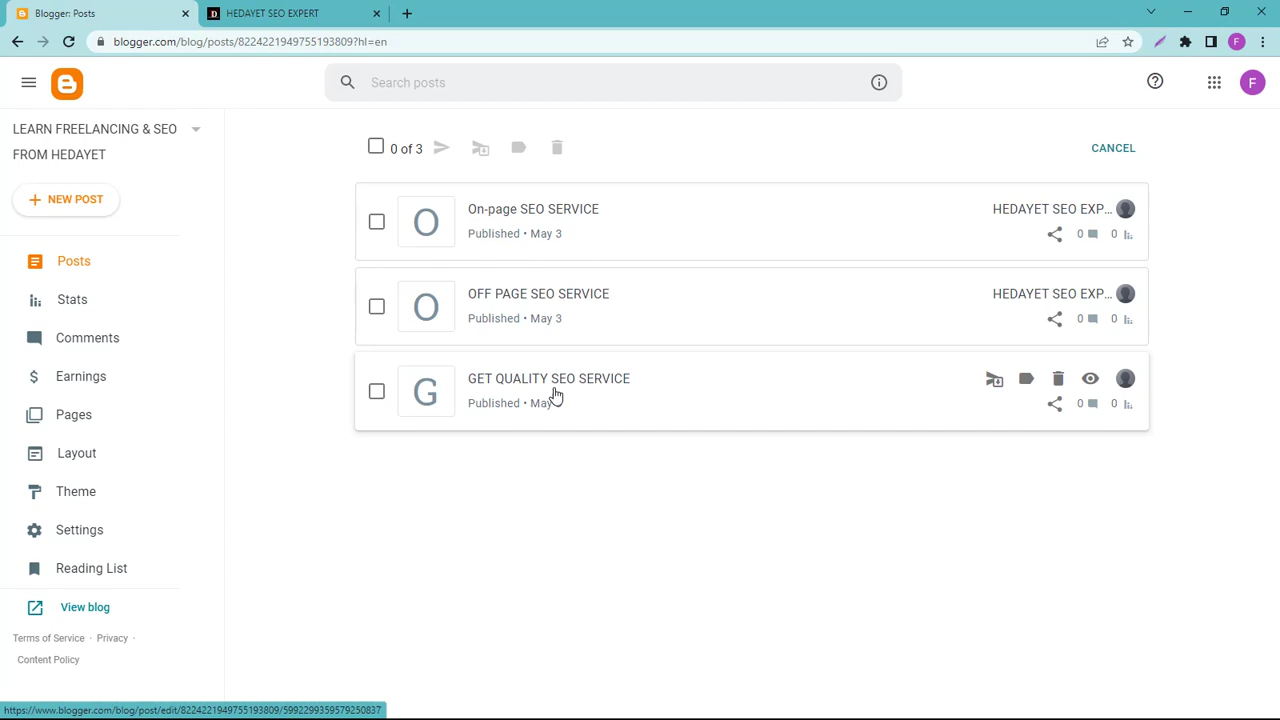 Blogger: Posts
HEDAYET SEO EXPERT
blogger.com/blog/posts/8224221949755193809?hl=en
F
Search posts
F
LEARN FREELANCING & SEO
FROM HEDAYET
NEW POST
Posts
Stats
Comments
Earnings
Pages
Layout
Theme
Settings
Reading List
View blog
Terms of Service · Privacy ·
Content Policy
0 of 3
CANCEL
O
On-page SEO SERVICE
Published • May 3
HEDAYET SEO EXP...
0 0
O
OFF PAGE SEO SERVICE
Published • May 3
HEDAYET SEO EXP...
0 0
G
GET QUALITY SEO SERVICE
Published • May
0 0
https://www.blogger.com/blog/post/edit/8224221949755193809/5992299359579250837